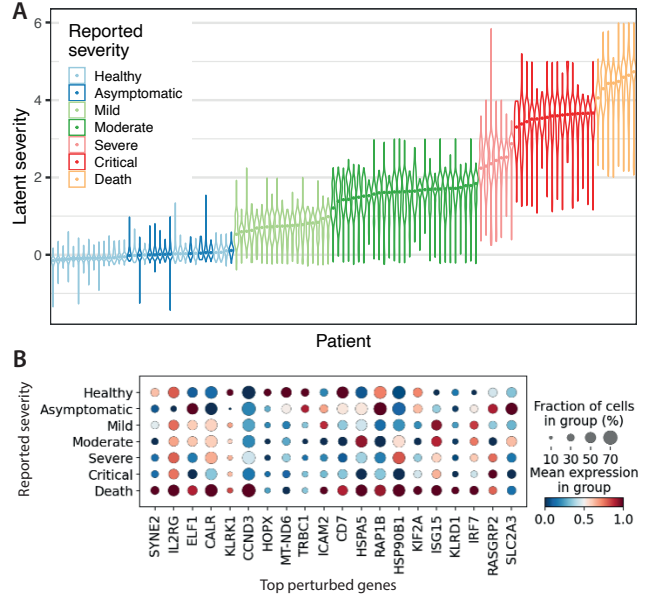 A
Latent severity
6
4
2
0
Reported
severity
Healthy
Asymptomatic
Mild
Moderate
Severe
Critical
Death
Patient
B
Reported severity
Healthy
Asymptomatic
Mild
Moderate
Severe
Critical
Death
SYNE2
IL2RG
ELF1
CALR
KLRK1
CCND3
HOPX
MT-ND6
TRBC1
ICAM2
CD7
HSPA5
RAP1B
HSP90B1
KIF2A
ISG15
KLRD1
IRF7
RASGRP2
SLC2A3
Top perturbed genes
Fraction of cells
in group (%)
10 30 50 70
Mean expression
in group
0.0 0.5 1.0